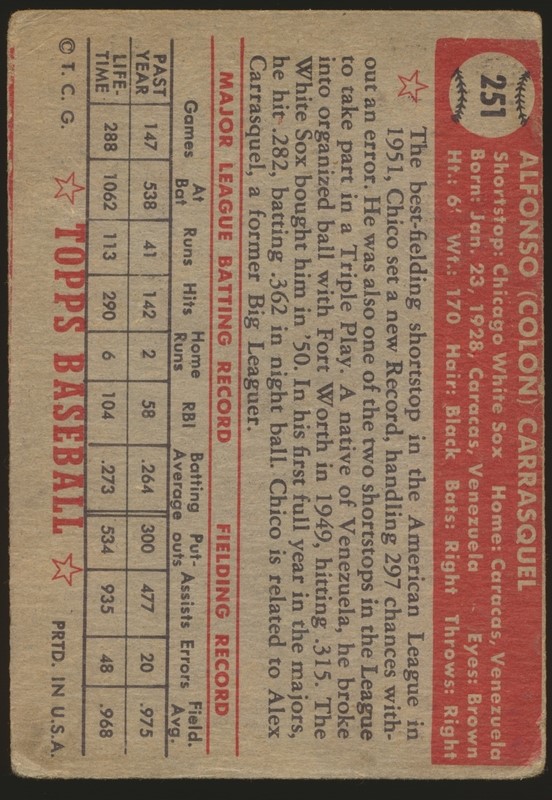 251
ALFONSO (COLON) CARRASQUEL
Shortstop: Chicago White Sox Home: Caracas, Venezuela
Born: Jan. 23, 1928, Caracas, Venezuela Eyes: Brown
Ht.: 6' Wt.: 170 Hair: Black Bats: Right Throws: Right
The best-fielding shortstop in the American League in
1951, Chico set a new Record, handling 297 chances with-
out an error. He was also one of the two shortstops in the League
to take part in a Triple Play. A native of Venezuela, he broke
into organized ball with Fort Worth in 1949, hitting .315. The
White Sox bought him in '50. In his first full year in the majors,
he hit .282, batting .362 in night ball. Chico is related to Alex
Carrasquel, a former Big Leaguer.
MAJOR LEAGUE BATTING RECORD FIELDING RECORD
Games At Bat Runs Hits Home Runs RBI Batting Average Put-outs Assists Errors Field. Avg.
PAST YEAR 147 538 41 142 2 58 .264 300 477 20 .975
LIFE-TIME 288 1062 113 290 6 104 .273 534 935 48 .968
© T. C. G. TOPPS BASEBALL PRTD. IN U.S.A.